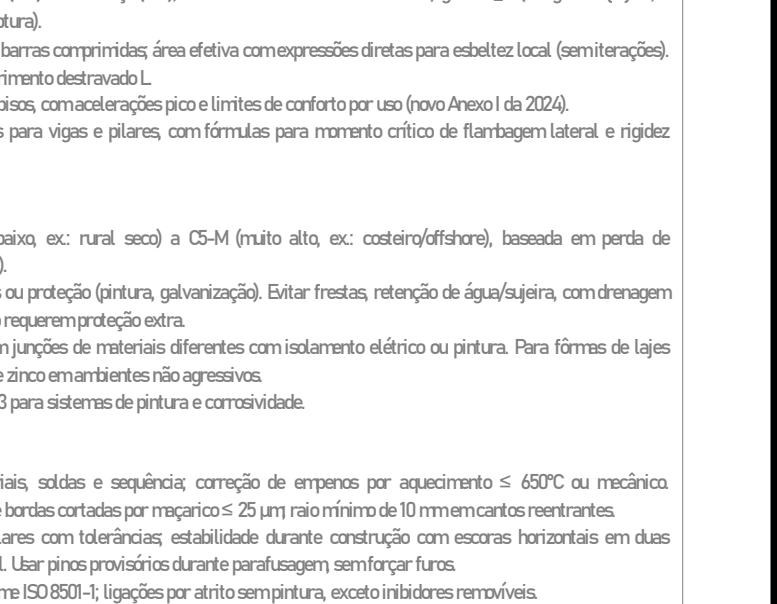 barras comprimidas; área efetiva com expressões diretas para esbeltez local (sem iterações).
rimento destravado L.
pisos, com acelerações pico e limites de conforto por uso (novo Anexo I da 2024).
s para vigas e pilares, com fórmulas para momento crítico de flambagem lateral e rigidez
baixo, ex.: rural seco) a C5-M (muito alto, ex.: costeiro/offshore), baseada em perda de
).
s ou proteção (pintura, galvanização). Evitar frestas, retenção de água/sujeira, com drenagem
o requerem proteção extra.
m junções de materiais diferentes com isolamento elétrico ou pintura. Para fôrmas de lajes
e zinco em ambientes não agressivos.
3 para sistemas de pintura e corrosividade.
riais, soldas e sequência; correção de empenos por aquecimento ≤ 650°C ou mecânico.
e bordas cortadas por maçarico ≤ 25 µm; raio mínimo de 10 mm em cantos reentrantes.
lares com tolerâncias; estabilidade durante construção com escoras horizontais em duas
l. Usar pinos provisórios durante parafusagem, sem forçar furos.
me ISO 8501-1; ligações por atrito sem pintura, exceto inibidores removíveis.